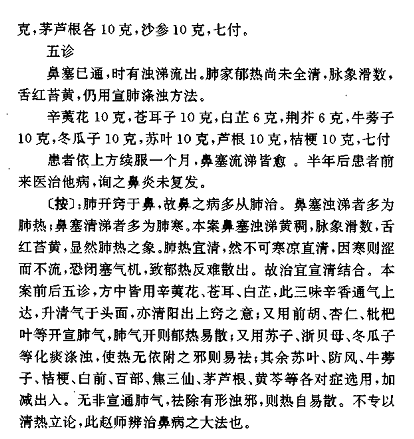 克,茅芦根各10克,沙参10克,七付。
五诊
鼻塞已通,时有浊涕流出。肺家郁热尚未全清,脉象滑数,
舌红苔黄,仍用宣肺涤浊方法。
辛荑花10克,苍耳子10克,白芷6克,荆芥6克,牛蒡子
10克,冬瓜子10克,苏叶10克,芦根10克,桔梗10克,七付
患者依上方续服一个月,鼻塞流涕皆愈。半年后患者前
来医治他病,询之鼻炎未复发。
〔按〕:肺开窍于鼻,故鼻之病多从肺治。鼻塞浊涕者多为
肺热;鼻塞清涕者多为肺寒。本案鼻塞浊涕黄稠,脉象滑数,舌
红苔黄,显然肺热之象。肺热宜清,然不可寒凉直清,因寒则涩
而不流,恐闭塞气机,致郁热反难散出。故治宜宣清结合。本
案前后五诊,方中皆用辛荑花、苍耳、白芷,此三味辛香通气上
达,升清气于头面,亦清阳出上窍之意;又用前胡、杏仁、枇杷
叶等开宣肺气,肺气开则郁热易散;又用苏子、浙贝母、冬瓜子
等化痰涤浊,使热无依附之邪则易祛;其余苏叶、防风、牛蒡
子、桔梗、白前、百部、焦三仙、茅芦根、黄芩等各对症选用,加
减出入。无非宣通肺气,祛除有形浊邪,则热自易散。不专以
清热立论,此赵师辨治鼻病之大法也。